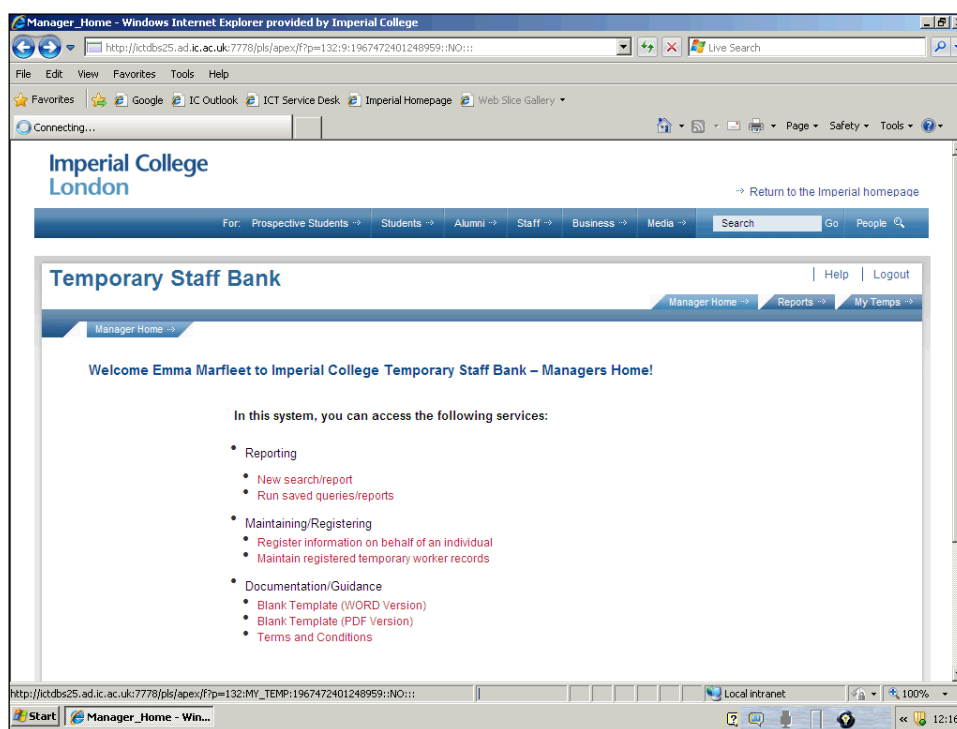 Manager_Home - Windows Internet Explorer provided by Imperial College
http://ictdbs25.ad.ic.ac.uk:7778/pls/apex/f?p=132:9:1967472401248959::NO:::
Live Search
File Edit View Favorites Tools Help
Favorites Google IC Outlook ICT Service Desk Imperial Homepage Web Slice Gallery
Connecting...
Page Safety Tools
Imperial College
London
Return to the Imperial homepage
For: Prospective Students Students Alumni Staff Business Media Search Go People
Temporary Staff Bank
Help Logout
Manager Home Reports My Temps
Manager Home
Welcome Emma Marfleet to Imperial College Temporary Staff Bank – Managers Home!
In this system, you can access the following services:
Reporting
New search/report
Run saved queries/reports
Maintaining/Registering
Register information on behalf of an individual
Maintain registered temporary worker records
Documentation/Guidance
Blank Template (WORD Version)
Blank Template (PDF Version)
Terms and Conditions
http://ictdbs25.ad.ic.ac.uk:7778/pls/apex/f?p=132:MY_TEMP:1967472401248959::NO:::
Local intranet
100%
Start
Manager_Home - Win...
12:16